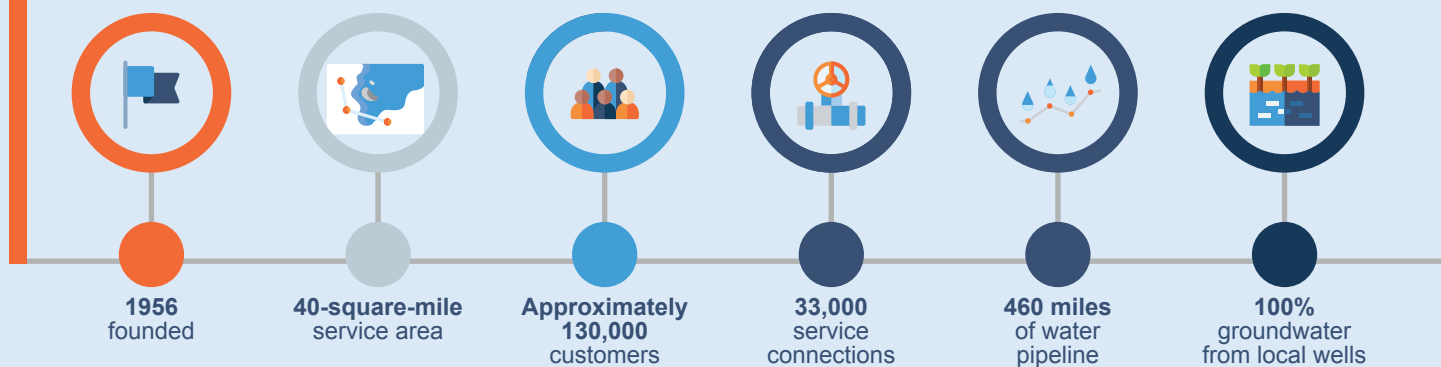 1956
founded
40-square-mile
service area
Approximately
130,000
customers
33,000
service
connections
460 miles
of water
pipeline
100%
groundwater
from local wells